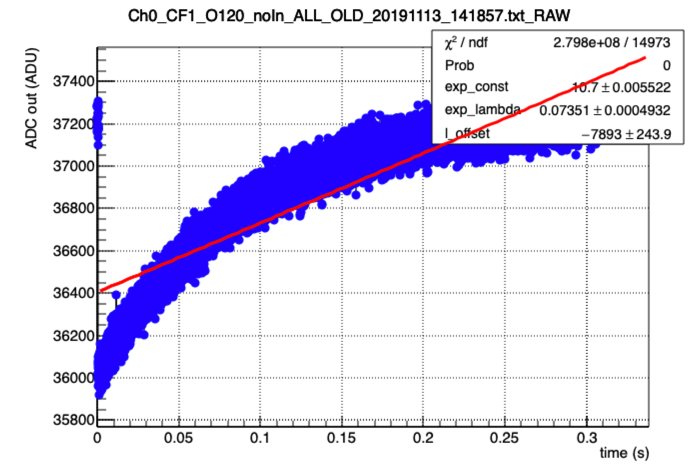 Ch0_CF1_O120_noIn_ALL_OLD_20191113_141857.txt_RAW
χ² / ndf 2.798e+08 / 14973
Prob 0
exp_const 10.7 ± 0.005522
exp_lambda 0.07351 ± 0.0004932
l_offset −7893 ± 243.9
ADC out (ADU)
37400
37200
37000
36800
36600
36400
36200
36000
35800
0 0.05 0.1 0.15 0.2 0.25 0.3
time (s)